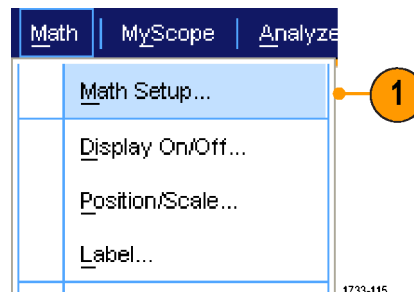 Math | MyScope | Analyze
Math Setup...
1
Display On/Off...
Position/Scale...
Label...
1733-115